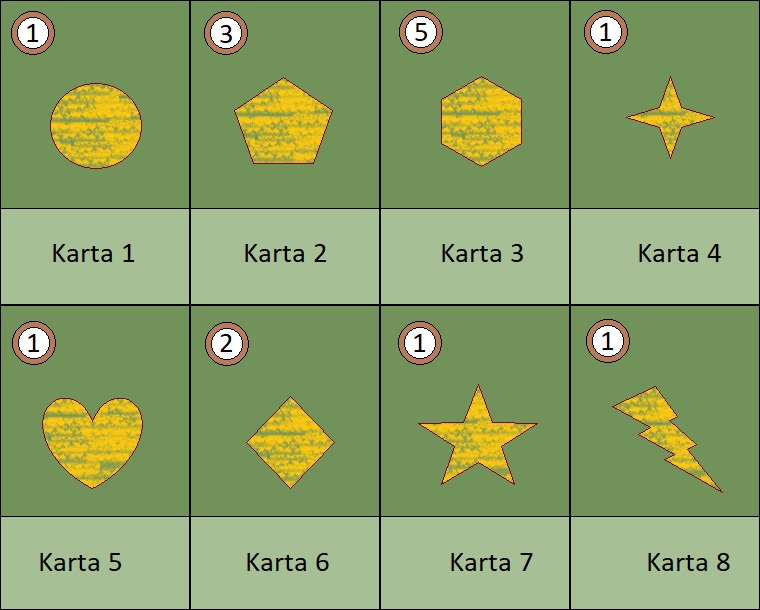 1
3
5
1
Karta 1
Karta 2
Karta 3
Karta 4
1
2
1
1
Karta 5
Karta 6
Karta 7
Karta 8